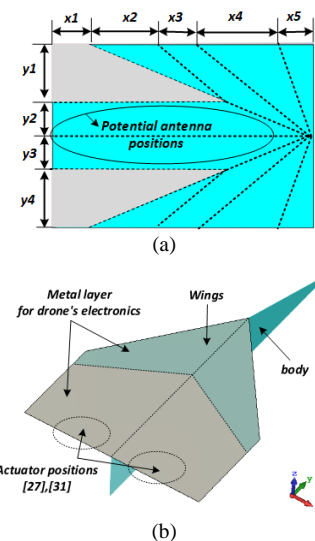 x1 x2 x3 x4 x5
y1
y2
Potential antenna
positions
y3
y4
(a)
Metal layer
for drone's electronics
Wings
body
Actuator positions
[27],[31]
z
y
(b)